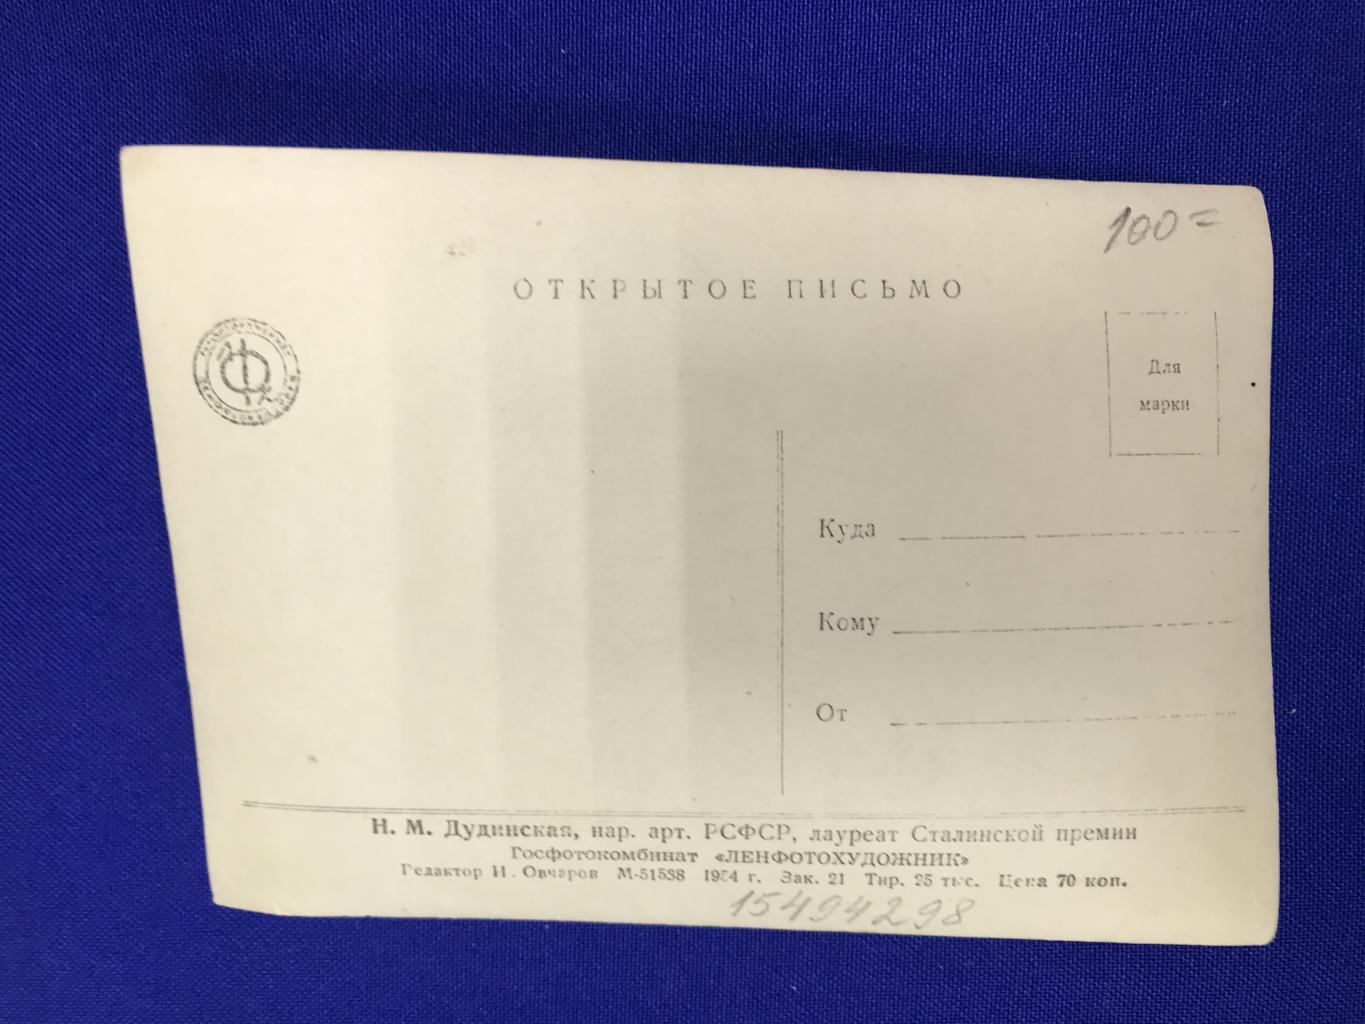 100=
ОТКРЫТОЕ ПИСЬМО
Для
марки
Куда
Кому
От
Н. М. Дудинская, нар. арт. РСФСР, лауреат Сталинской премии
Госфотокомбинат «ЛЕНФОТОХУДОЖНИК»
Редактор И. Овчаров М-51538 1954 г. Зак. 21 Тир. 25 тыс. Цена 70 коп.
15494298